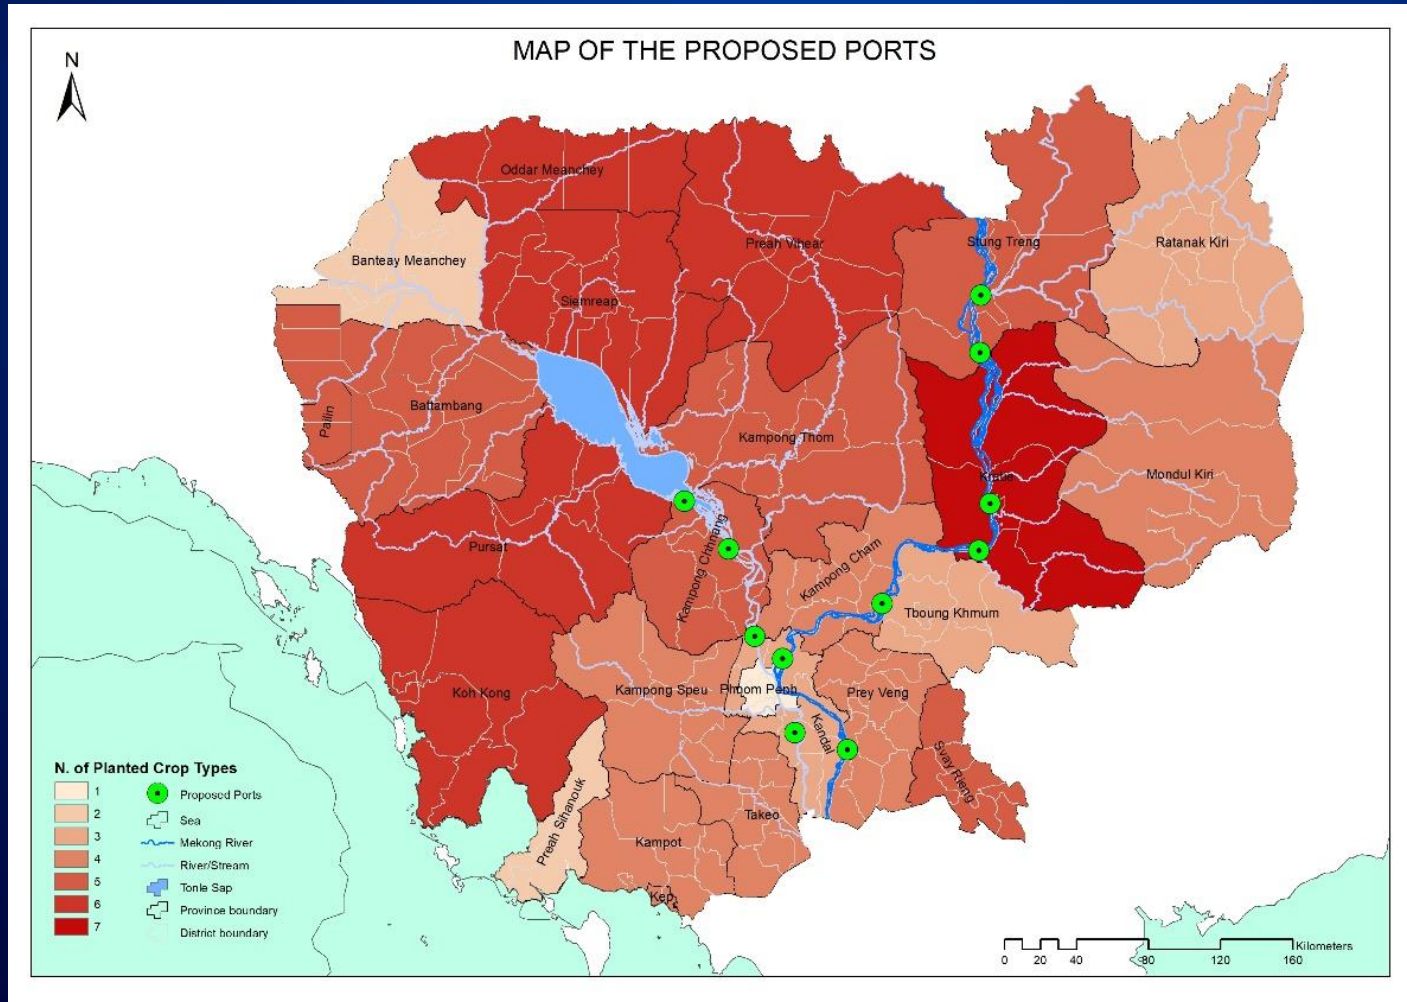 MAP OF THE PROPOSED PORTS
N
Oddar Meanchey
Preah Vihear
Stung Treng
Ratanak Kiri
Banteay Meanchey
Siemreap
Pailin
Battambang
Kampong Thom
Kratie
Mondul Kiri
Pursat
Kampong Chhnang
Kampong Cham
Tboung Khmum
Koh Kong
Kampong Speu
Phnom Penh
Prey Veng
Kandal
Svay Rieng
Preah Sihanouk
Takeo
Kampot
Kep
N. of Planted Crop Types
1
2
3
4
5
6
7
Proposed Ports
Sea
Mekong River
River/Stream
Tonle Sap
Province boundary
District boundary
Kilometers
0 20 40 80 120 160